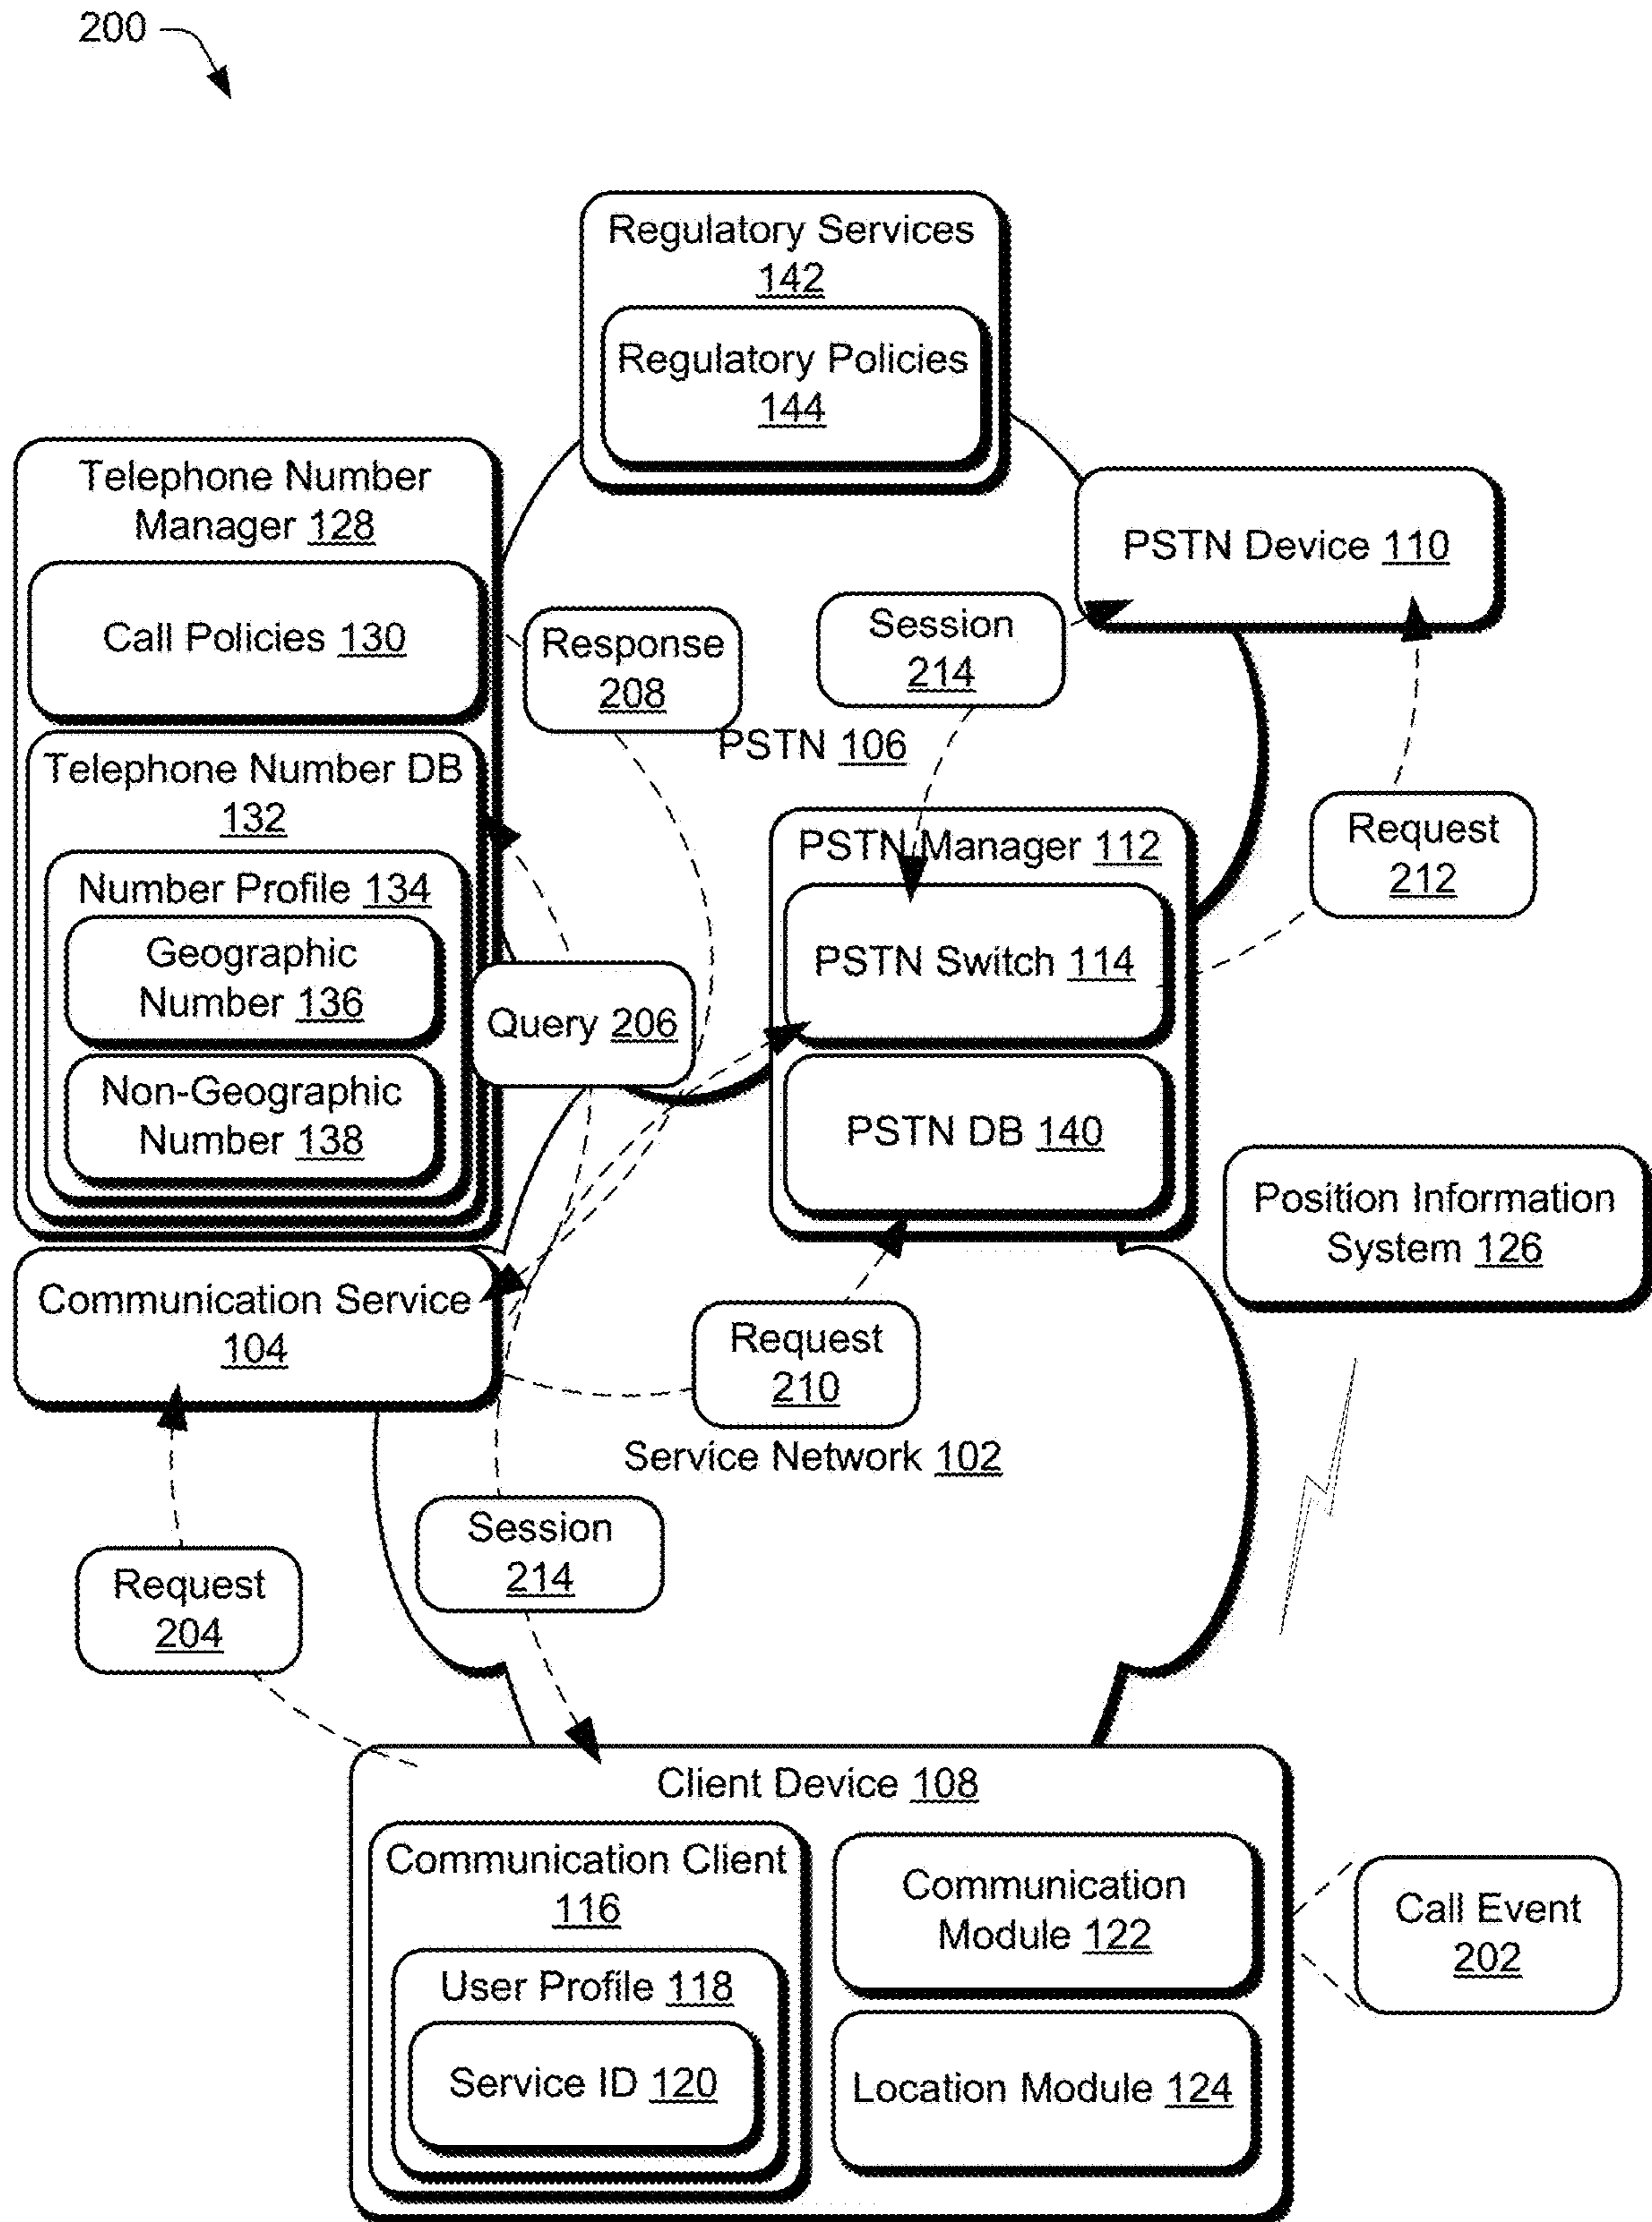 200
Regulatory Services
142
Regulatory Policies
144
Telephone Number
Manager 128
Call Policies 130
Telephone Number DB
132
Number Profile 134
Geographic
Number 136
Non-Geographic
Number 138
Response
208
Session
214
PSTN Device 110
PSTN 106
Request
212
PSTN Manager 112
PSTN Switch 114
PSTN DB 140
Query 206
Position Information
System 126
Communication Service
104
Request
210
Service Network 102
Session
214
Request
204
Client Device 108
Communication Client
116
User Profile 118
Service ID 120
Communication
Module 122
Location Module 124
Call Event
202